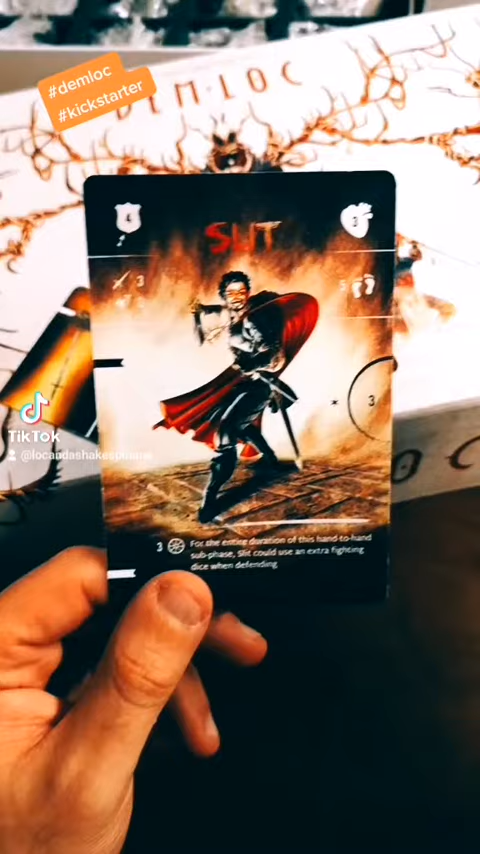 #demloc
#kickstarter
DEM·LOC
4
3
SLIT
3
5
3
TikTok
3
For the entire duration of this hand-to-hand
sub-phase, Slit could use an extra fighting
dice when defending